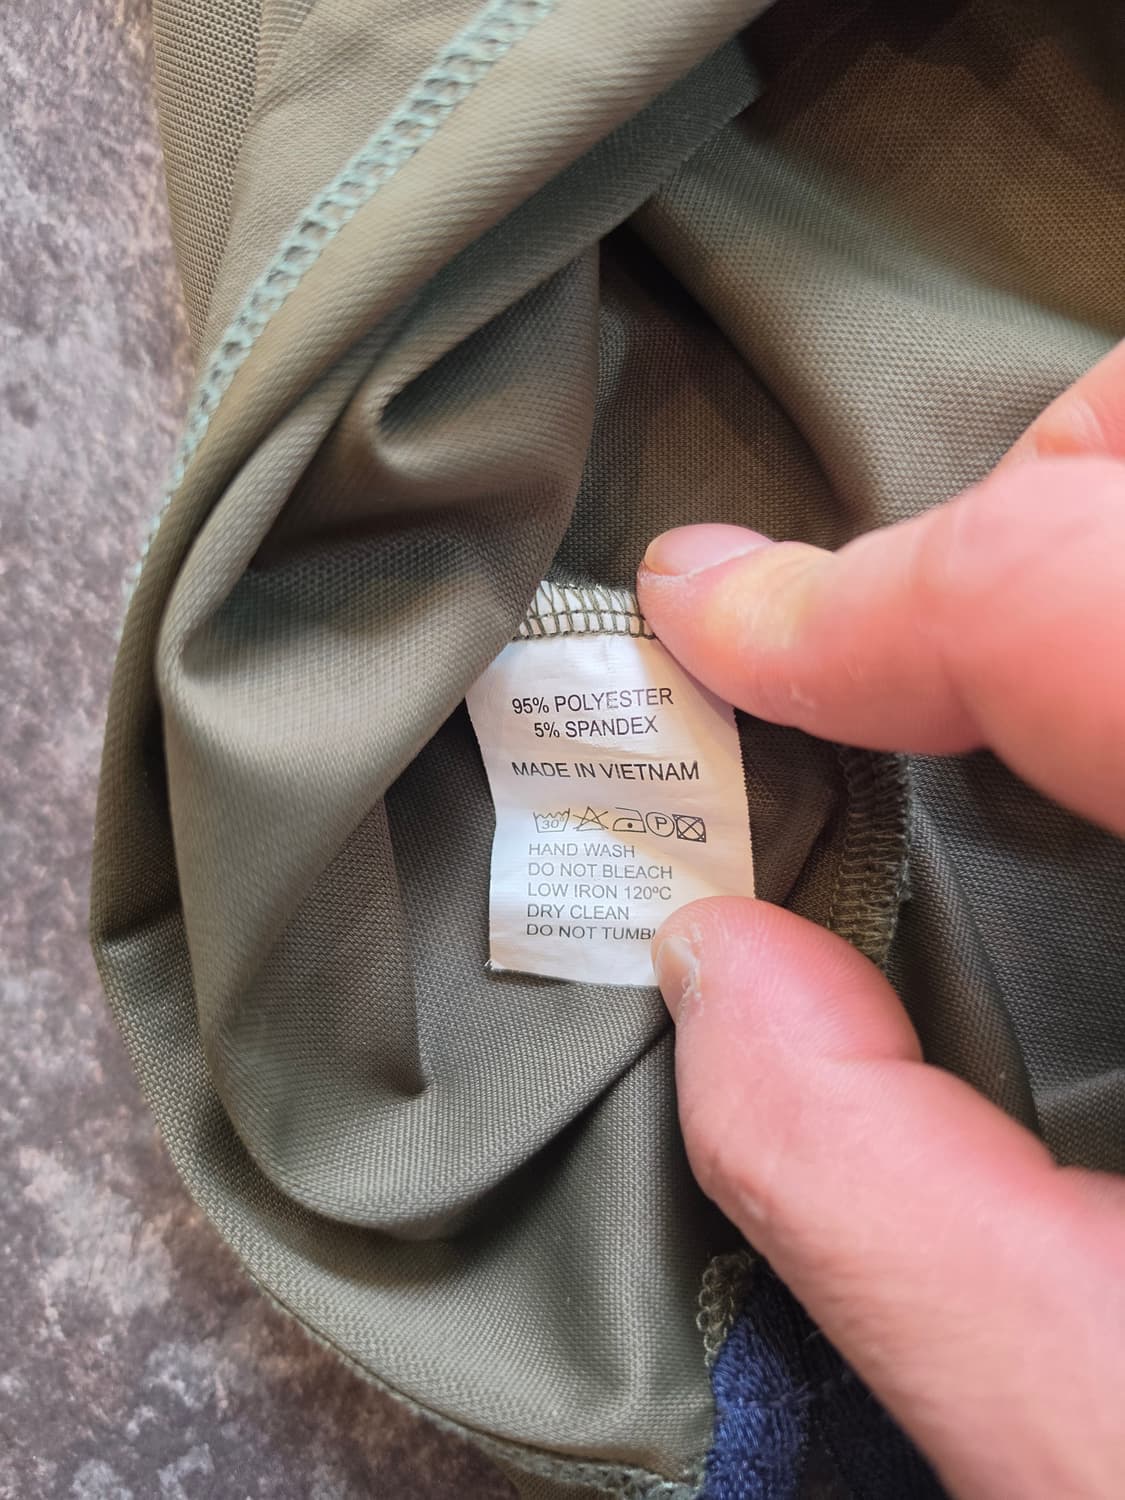 95% POLYESTER
5% SPANDEX
MADE IN VIETNAM
30° P
HAND WASH
DO NOT BLEACH
LOW IRON 120ºC
DRY CLEAN
DO NOT